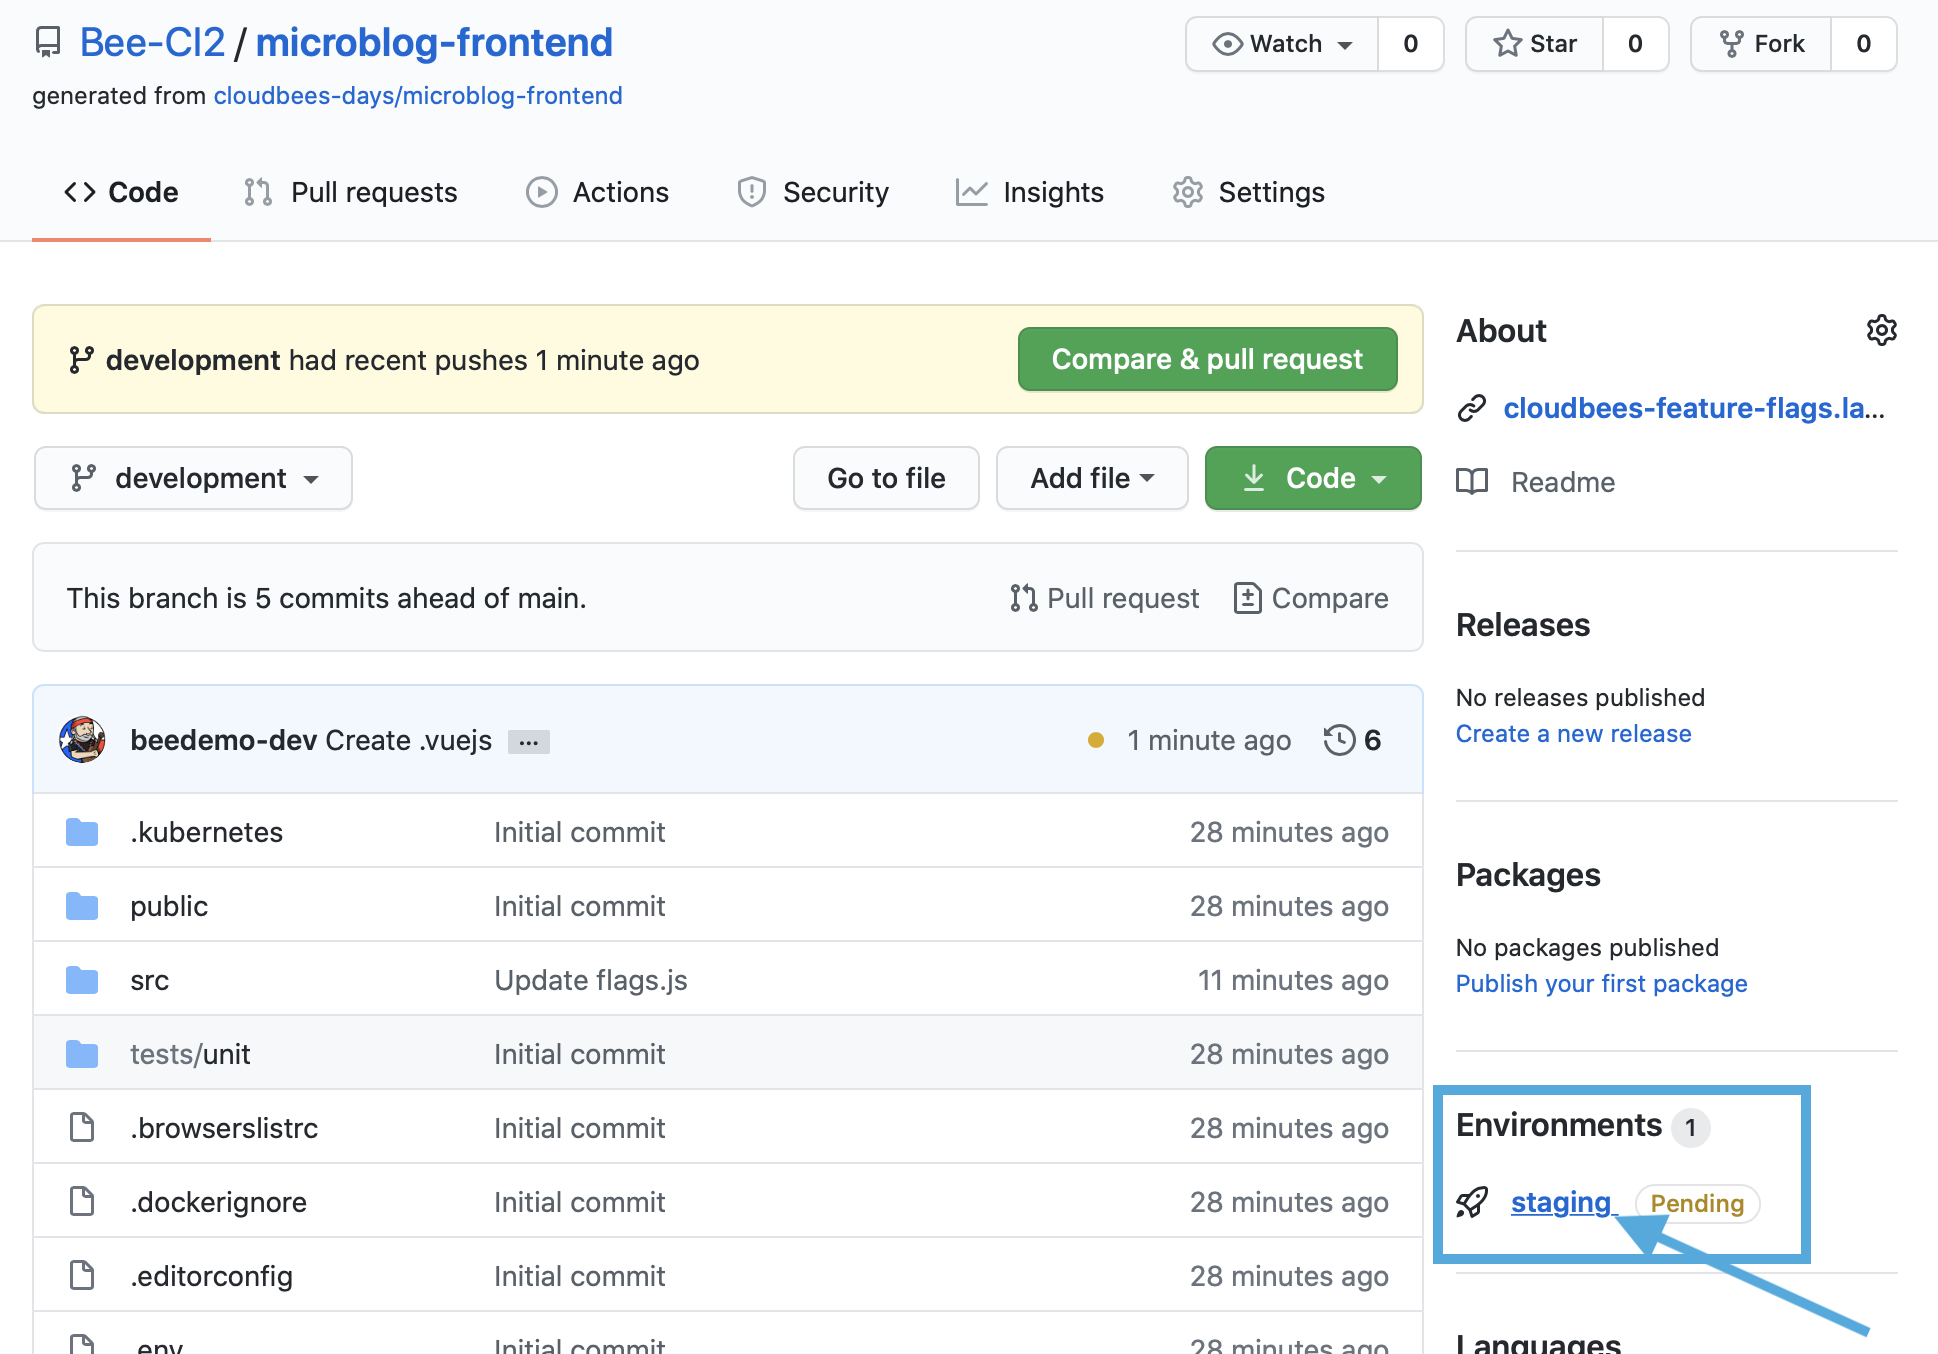 Bee-CI2 / microblog-frontend
Watch 0
Star 0
Fork 0
generated from cloudbees-days/microblog-frontend
Code
Pull requests
Actions
Security
Insights
Settings
development had recent pushes 1 minute ago
Compare & pull request
development
Go to file
Add file
Code
This branch is 5 commits ahead of main.
Pull request
Compare
beedemo-dev Create .vuejs ...
1 minute ago
6
.kubernetes Initial commit 28 minutes ago
public Initial commit 28 minutes ago
src Update flags.js 11 minutes ago
tests/unit Initial commit 28 minutes ago
.browserslistrc Initial commit 28 minutes ago
.dockerignore Initial commit 28 minutes ago
.editorconfig Initial commit 28 minutes ago
.env Initial commit 28 minutes ago
About
cloudbees-feature-flags.la...
Readme
Releases
No releases published
Create a new release
Packages
No packages published
Publish your first package
Environments 1
staging Pending
Languages